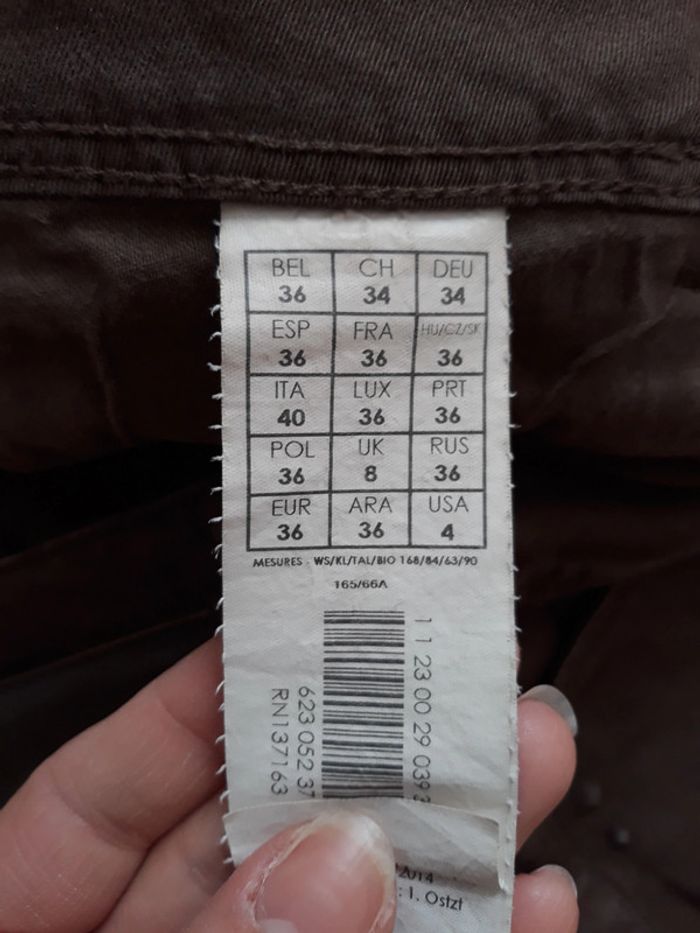 BEL CH DEU
36 34 34
ESP FRA HU/CZ/SK
36 36 36
ITA LUX PRT
40 36 36
POL UK RUS
36 8 36
EUR ARA USA
36 36 4
MESURES - WS/KL/TAL/BIO 168/84/63/90
165/66A
1 1 23 00 29 039
623 052 37
RN137163
/2014
: 1. Ostzt